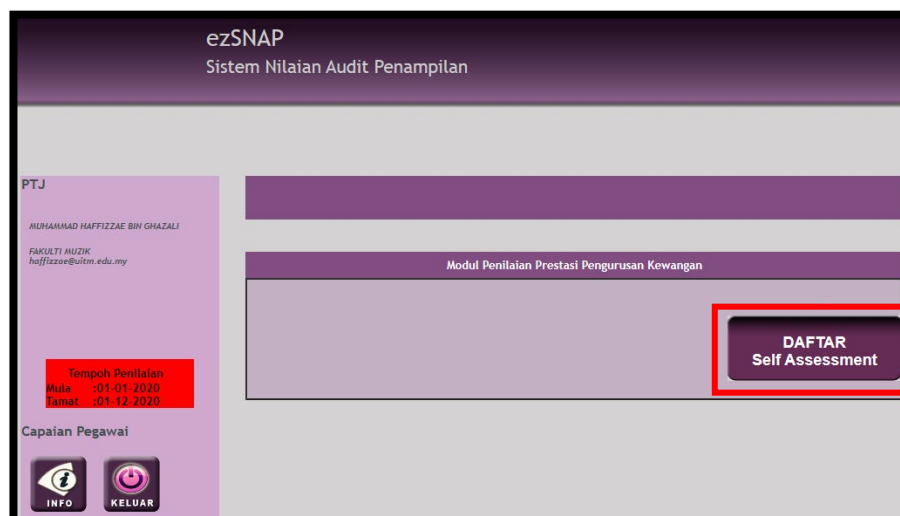 ezSNAP
Sistem Nilaian Audit Penampilan
PTJ
MUHAMMAD HAFFIZZAE BIN GHAZALI
FAKULTI MUZIK
haffizzae@uitm.edu.my
Tempoh Penilaian
Mula :01-01-2020
Tamat :01-12-2020
Capaian Pegawai
INFO
KELUAR
Modul Penilaian Prestasi Pengurusan Kewangan
DAFTAR
Self Assessment